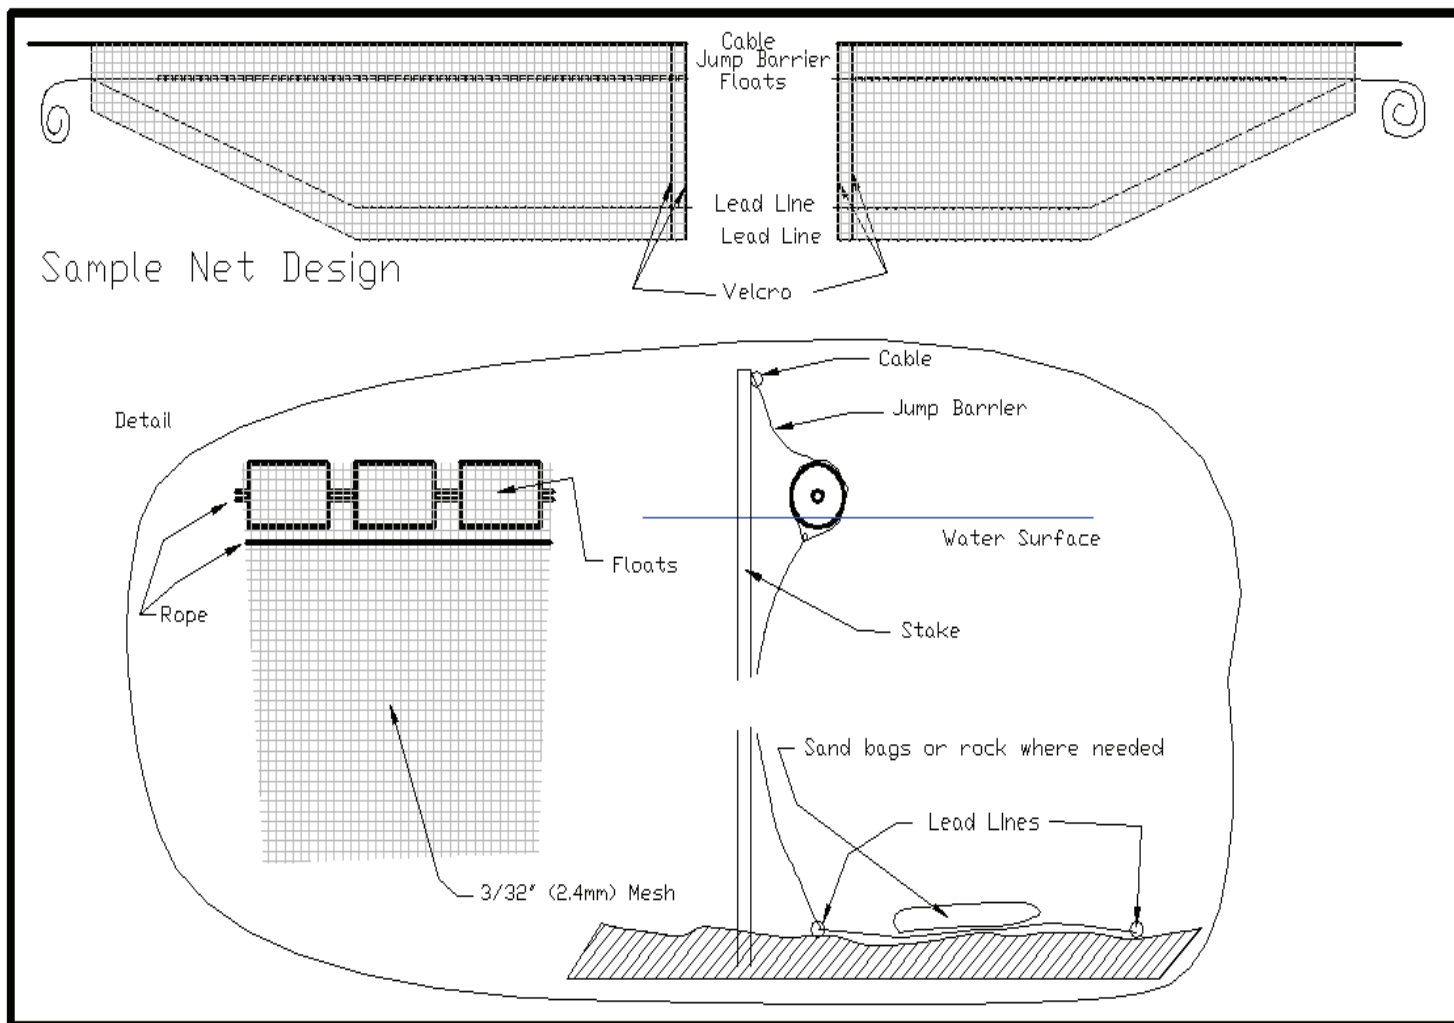 Cable
Jump Barrier
Floats
Lead LIne
Lead Line
Sample Net Design
Velcro
Cable
Jump Barrier
Detail
Water Surface
Floats
Rope
Stake
Sand bags or rock where needed
Lead LInes
3/32" (2.4mm) Mesh